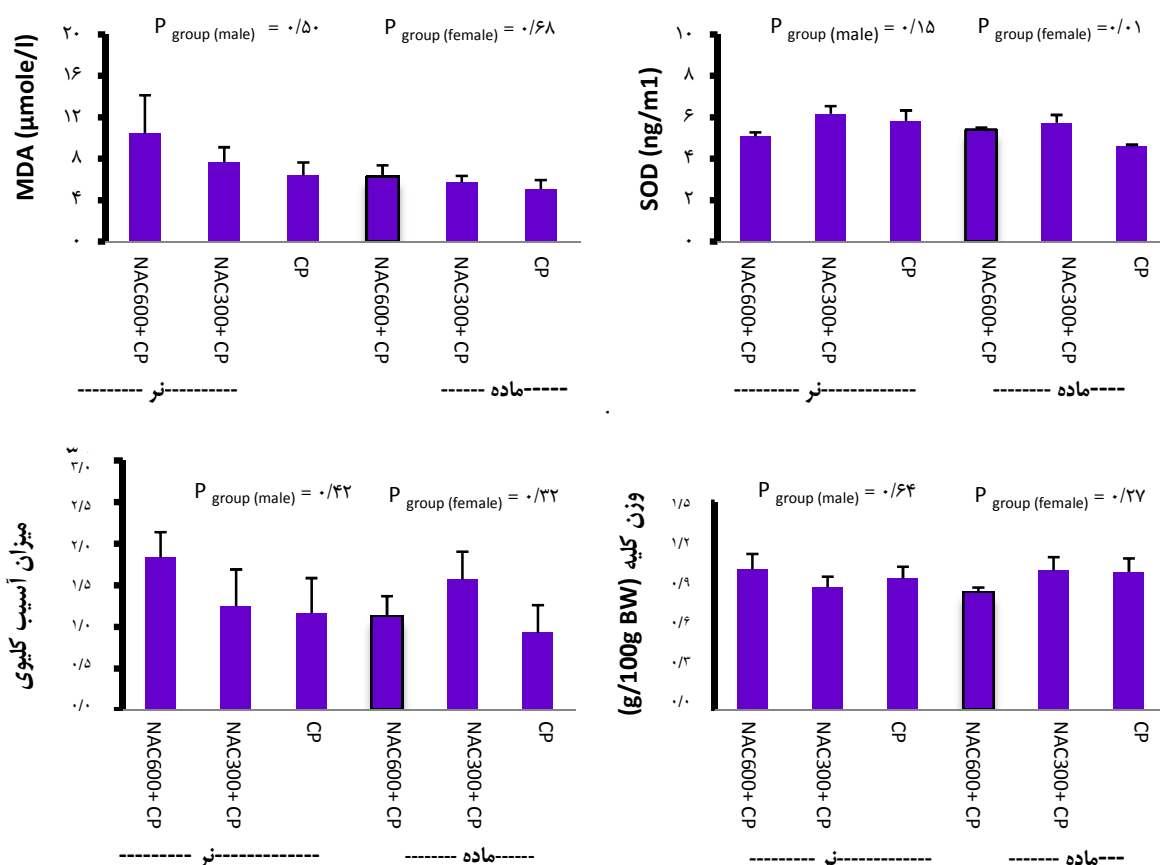 P group (male) = ۰/۵۰
P group (female) = ۰/۶۸
MDA (µmole/l)
۲۰
۱۶
۱۲
۸
۴
۰
NAC600+ CP
NAC300+ CP
CP
NAC600+ CP
NAC300+ CP
CP
--------- نر----------
------ ماده-----
P group (male) = ۰/۱۵
P group (female) =۰/۰۱
SOD (ng/m1)
۱۰
۸
۶
۴
۲
۰
NAC600+ CP
NAC300+ CP
CP
NAC600+ CP
NAC300+ CP
CP
---------- نر-----------
-------- ماده----
.
P group (male) = ۰/۴۲
P group (female) = ۰/۳۲
میزان آسیب کلیوی
۳/۰
۲/۵
۲/۰
۱/۵
۱/۰
۰/۵
۰/۰
NAC600+ CP
NAC300+ CP
CP
NAC600+ CP
NAC300+ CP
CP
---------- نر-------------
-------- ماده------
P group (male) = ۰/۶۴
P group (female) = ۰/۲۷
وزن کلیه (g/100g BW)
۱/۵
۱/۲
۰/۹
۰/۶
۰/۳
۰/۰
NAC600+ CP
NAC300+ CP
CP
NAC600+ CP
NAC300+ CP
CP
---------- نر-------------
-------- ماده---